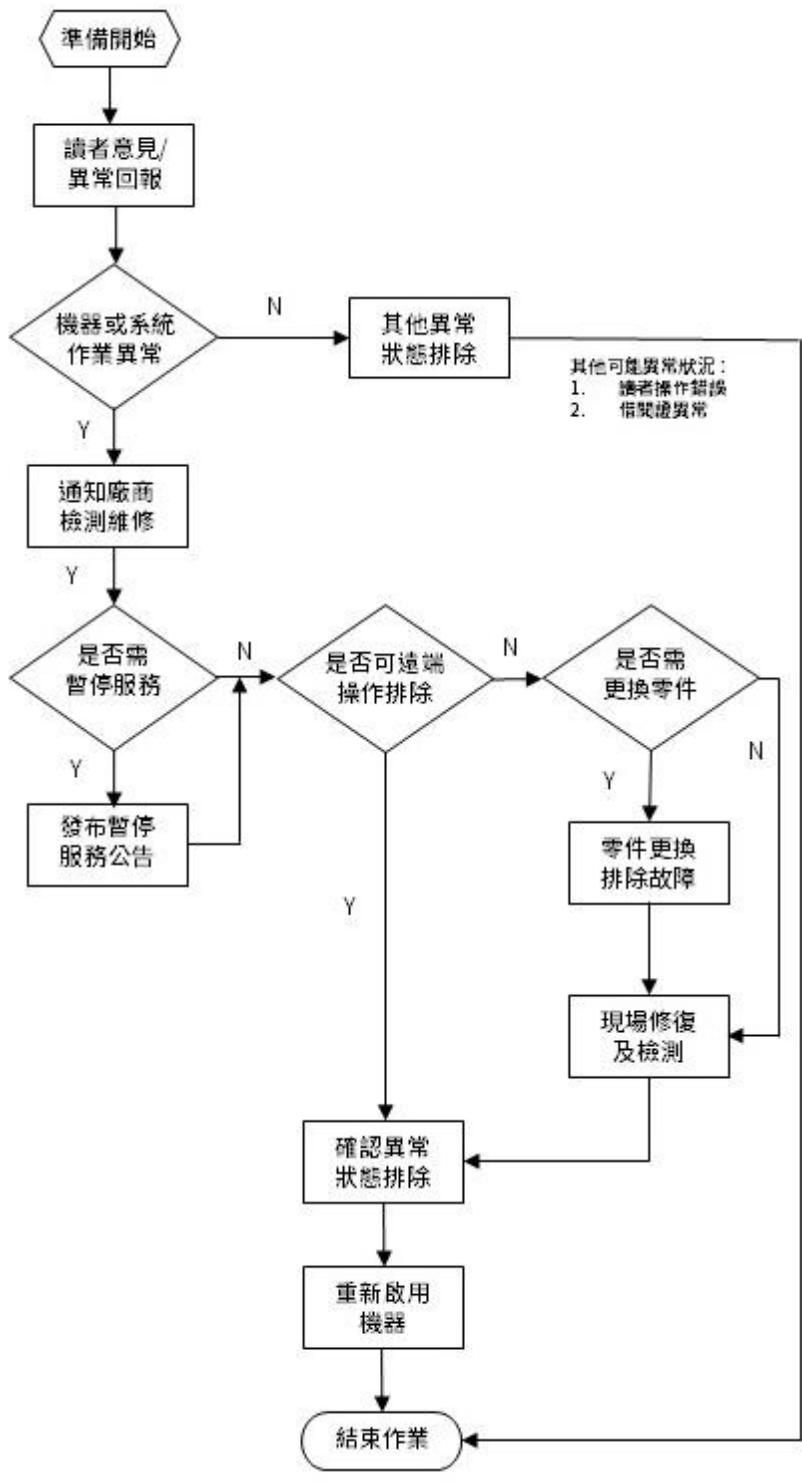 準備開始
讀者意見/
異常回報
機器或系統
作業異常
N
其他異常
狀態排除
其他可能異常狀況：
1. 讀者操作錯誤
2. 借閱證異常
Y
通知廠商
檢測維修
Y
是否需
暫停服務
N
是否可遠端
操作排除
N
是否需
更換零件
N
Y
發布暫停
服務公告
Y
Y
零件更換
排除故障
現場修復
及檢測
確認異常
狀態排除
重新啟用
機器
結束作業